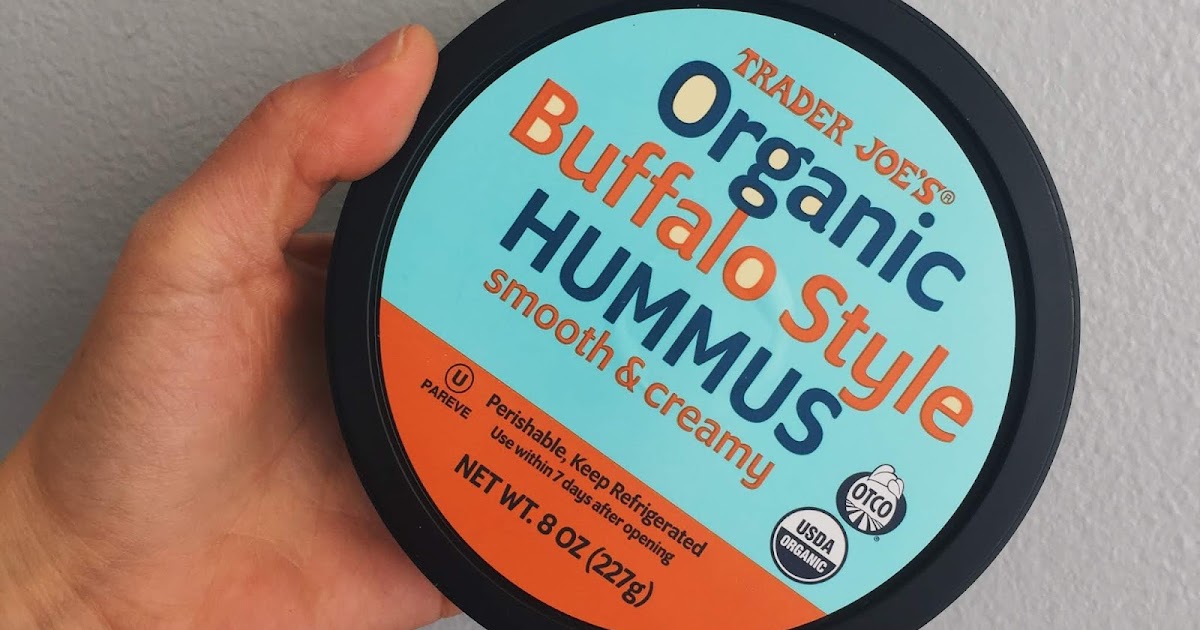 TRADER JOE'S®
Organic
Buffalo Style
HUMMUS
smooth & creamy
U
PAREVE
Perishable, Keep Refrigerated
Use within 7 days after opening
NET WT. 8 OZ (227g)
OTCO
®
USDA
ORGANIC